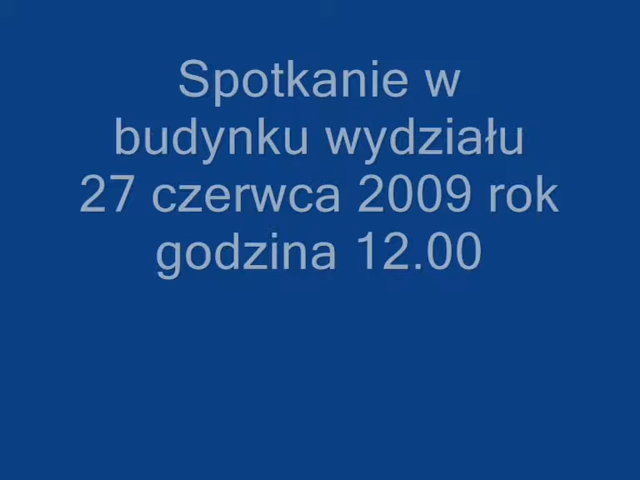 Spotkanie w
budynku wydziału
27 czerwca 2009 rok
godzina 12.00